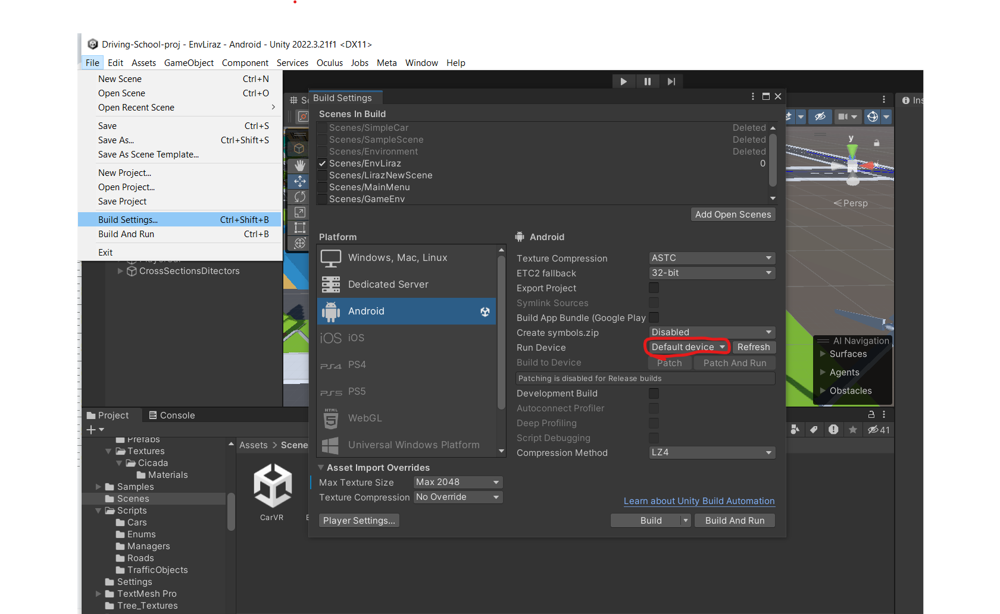 Driving-School-proj - EnvLiraz - Android - Unity 2022.3.21f1 <DX11>
File Edit Assets GameObject Component Services Oculus Jobs Meta Window Help
New Scene Ctrl+N
Open Scene Ctrl+O
Open Recent Scene >
Save Ctrl+S
Save As... Ctrl+Shift+S
Save As Scene Template...
New Project...
Open Project...
Save Project
Build Settings... Ctrl+Shift+B
Build And Run Ctrl+B
Exit
CrossSectionsDitectors
Build Settings
Scenes In Build
Scenes/SimpleCar Deleted
Scenes/SampleScene Deleted
Scenes/Environment Deleted
Scenes/EnvLiraz 0
Scenes/LirazNewScene
Scenes/MainMenu
Scenes/GameEnv
Add Open Scenes
Platform
Windows, Mac, Linux
Dedicated Server
Android
iOS iOS
PS4 PS4
PS5 PS5
HTML 5 WebGL
Universal Windows Platform
Android
Texture Compression ASTC
ETC2 fallback 32-bit
Export Project
Symlink Sources
Build App Bundle (Google Play
Create symbols.zip Disabled
Run Device Default device Refresh
Build to Device Patch Patch And Run
Patching is disabled for Release builds
Development Build
Autoconnect Profiler
Deep Profiling
Script Debugging
Compression Method LZ4
Asset Import Overrides
Max Texture Size Max 2048
Texture Compression No Override
Learn about Unity Build Automation
Player Settings... Build Build And Run
Ins
y
x
Persp
AI Navigation
Surfaces
Agents
Obstacles
41
Project Console
Prefabs
Textures
Cicada
Materials
Samples
Scenes
Scripts
Cars
Enums
Managers
Roads
TrafficObjects
Settings
TextMesh Pro
Tree_Textures
Assets > Scene
CarVR